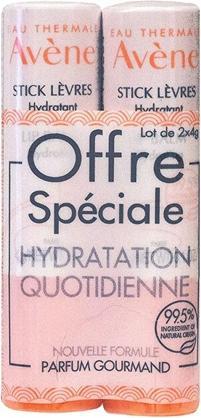 EAU THERMALE
Avène
STICK LÈVRES
Hydratant
EAU THERMALE
Avène
STICK LÈVRES
Hydratant
Lot de 2x4g
Offre
Spéciale
HYDRATATION
QUOTIDIENNE
99.5%
INGREDIENT OF
NATURAL ORIGIN
NOUVELLE FORMULE
PARFUM GOURMAND